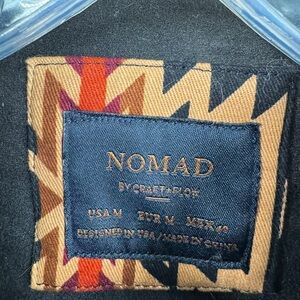 NOMAD
BY CRAFT + FLOW
USA M EUR M MEX 40
DESIGNED IN USA / MADE IN CHINA